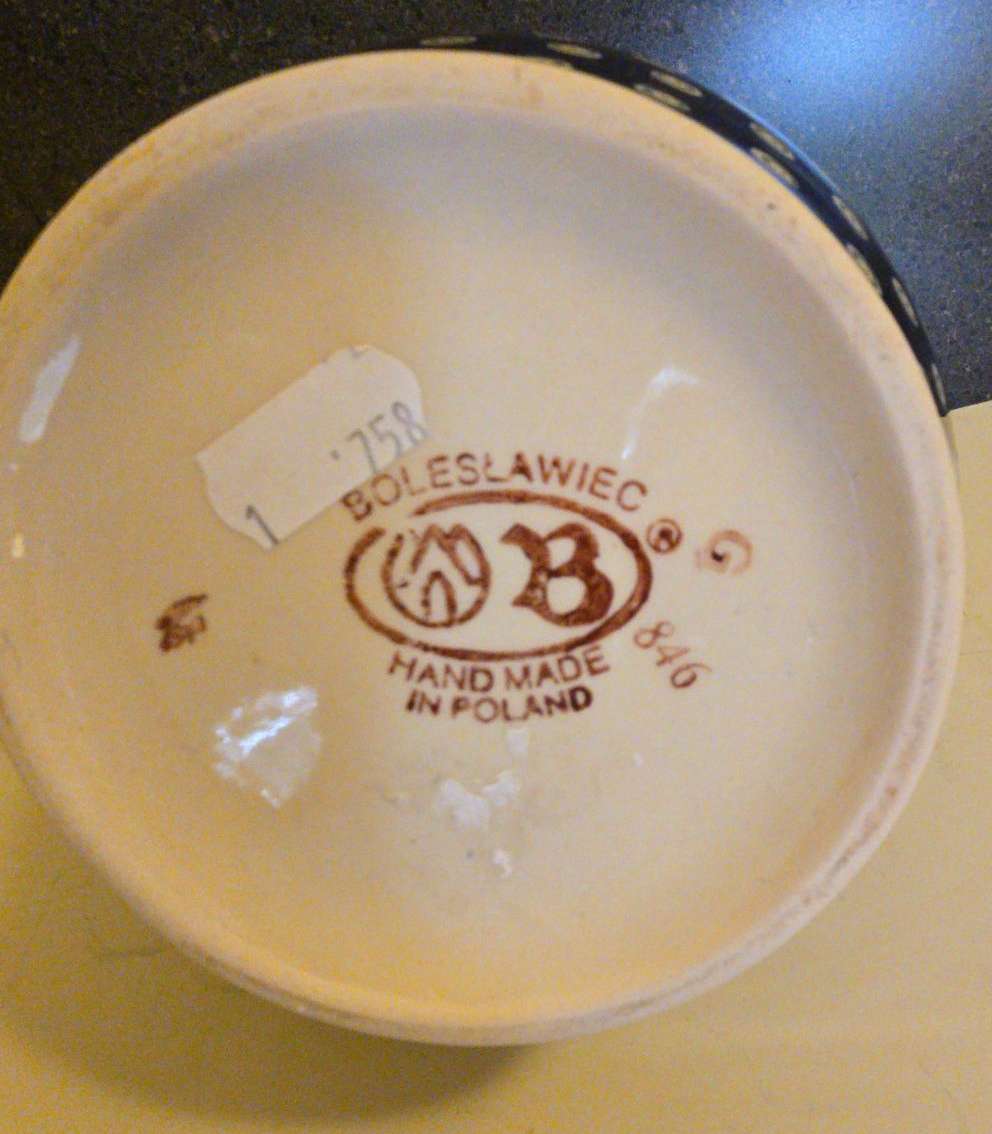 1 758
BOLESŁAWIEC
B
G
846
HAND MADE
IN POLAND